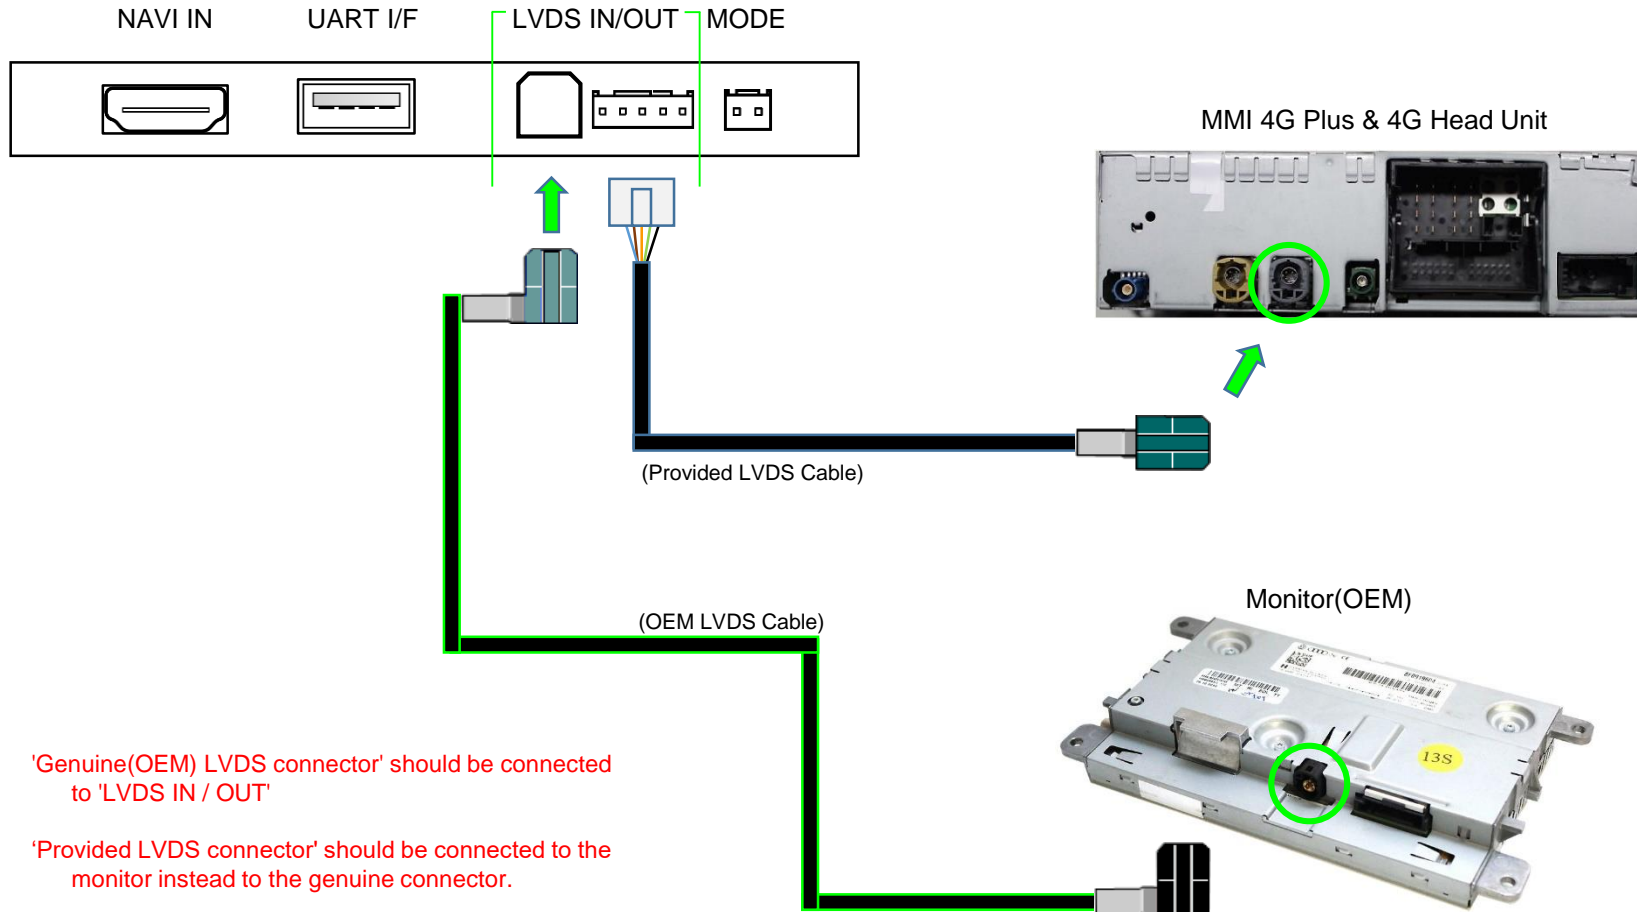 NAVI IN
UART I/F
LVDS IN/OUT
MODE
MMI 4G Plus & 4G Head Unit
(Provided LVDS Cable)
(OEM LVDS Cable)
Monitor(OEM)
13S
'Genuine(OEM) LVDS connector' should be connected
to 'LVDS IN / OUT'
‘Provided LVDS connector' should be connected to the
monitor instead to the genuine connector.